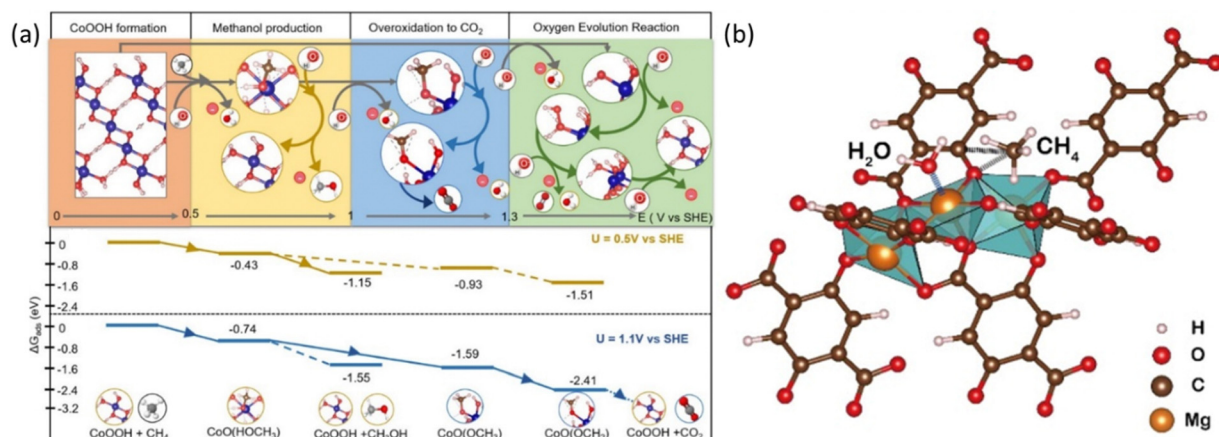 (a)
CoOOH formation Methanol production Overoxidation to CO₂ Oxygen Evolution Reaction
0 0.5 1 1.3 E ( V vs SHE)
U = 0.5V vs SHE
0
-0.8
-1.6
-2.4
-0.43
-1.15
-0.93
-1.51
ΔG_ads (eV)
U = 1.1V vs SHE
0
-0.8
-1.6
-2.4
-3.2
-0.74
-1.55
-1.59
-2.41
CoOOH + CH₄ CoO(HOCH₃) CoOOH +CH₃OH CoO(OCH₃) CoO(OCH₂) CoOOH +CO₂
(b)
H₂O
CH₄
H
O
C
Mg